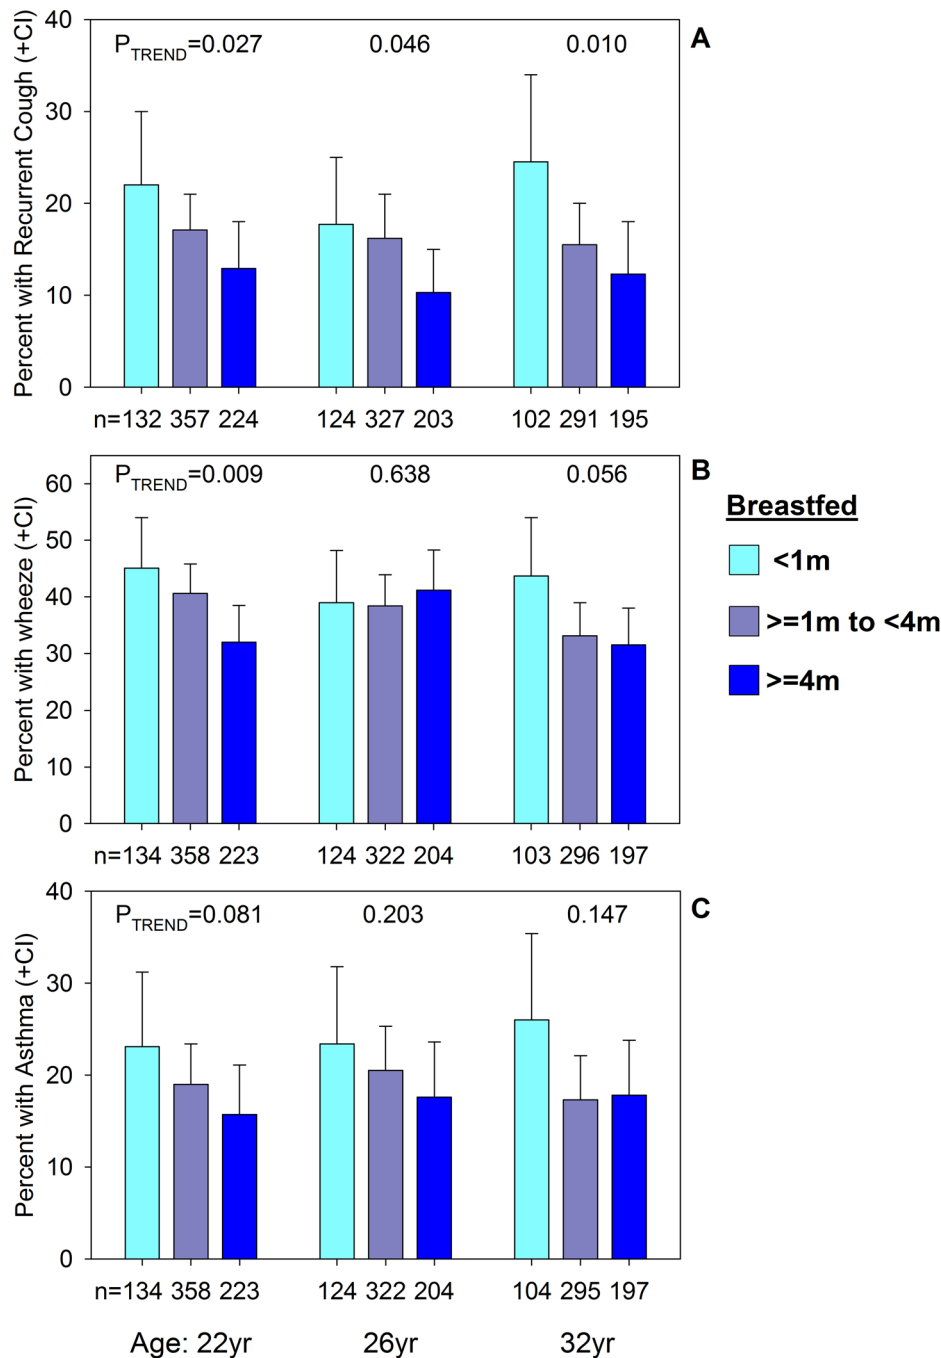 Percent with Recurrent Cough (+CI)
40
30
20
10
0
P_TREND=0.027 0.046 0.010
A
n=132 357 224 124 327 203 102 291 195
Percent with wheeze (+CI)
60
50
40
30
20
10
0
P_TREND=0.009 0.638 0.056
B
n=134 358 223 124 322 204 103 296 197
Breastfed
<1m
>=1m to <4m
>=4m
Percent with Asthma (+CI)
40
30
20
10
0
P_TREND=0.081 0.203 0.147
C
n=134 358 223 124 322 204 104 295 197
Age: 22yr 26yr 32yr